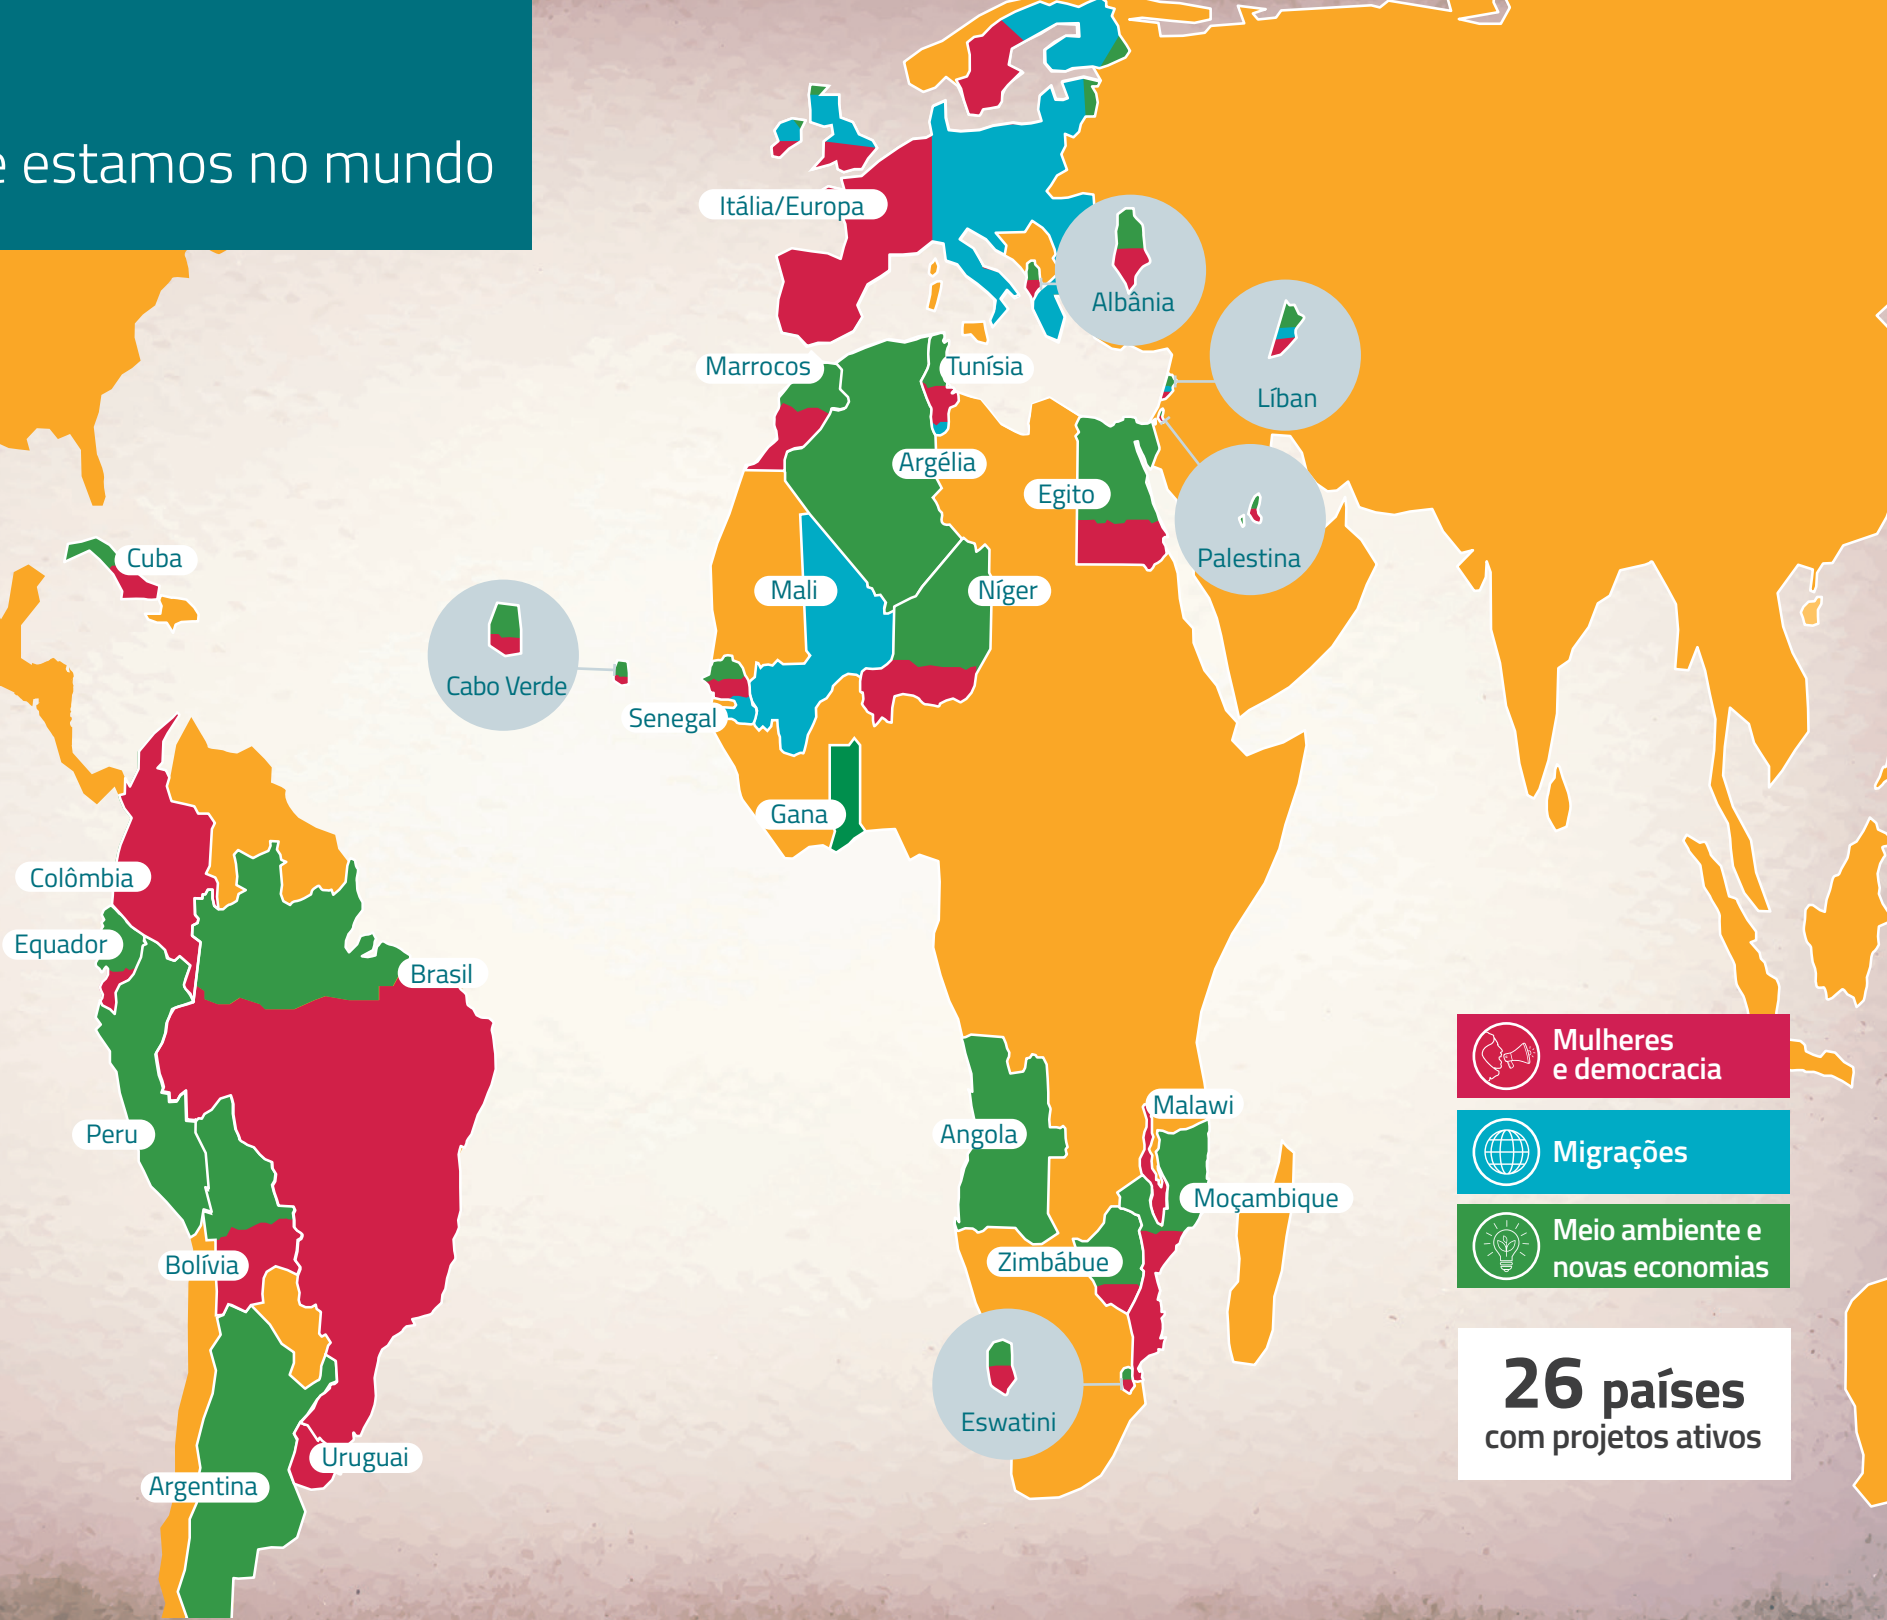 e estamos no mundo
Itália/Europa
Albânia
Líban
Marrocos
Tunísia
Argélia
Egito
Palestina
Cuba
Mali
Níger
Cabo Verde
Senegal
Gana
Colômbia
Equador
Brasil
Peru
Angola
Malawi
Moçambique
Bolívia
Zimbábue
Eswatini
Uruguai
Argentina
Mulheres
e democracia
Migrações
Meio ambiente e
novas economias
26 países
com projetos ativos